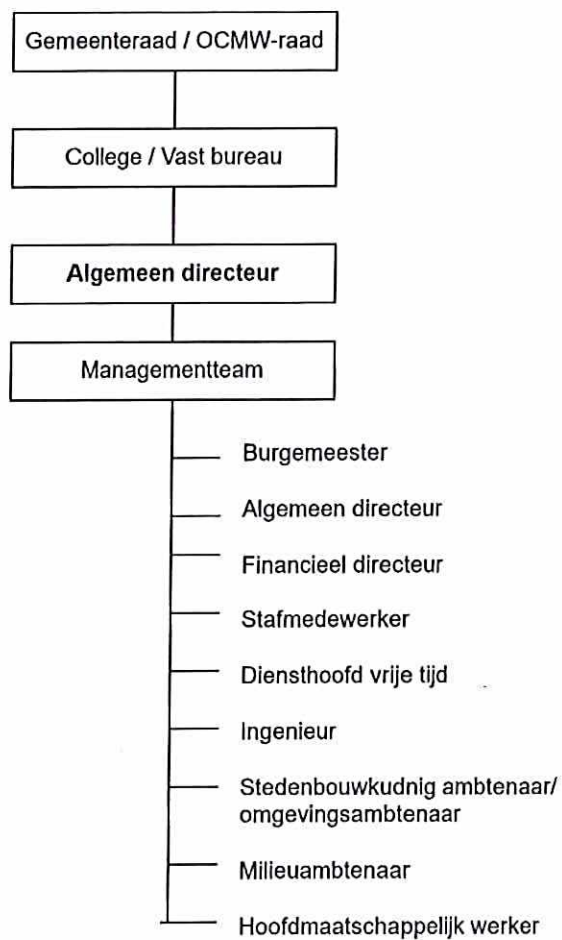 Gemeenteraad / OCMW-raad
College / Vast bureau
Algemeen directeur
Managementteam
Burgemeester
Algemeen directeur
Financieel directeur
Stafmedewerker
Diensthoofd vrije tijd
Ingenieur
Stedenbouwkudnig ambtenaar/
omgevingsambtenaar
Milieuambtenaar
Hoofdmaatschappelijk werker